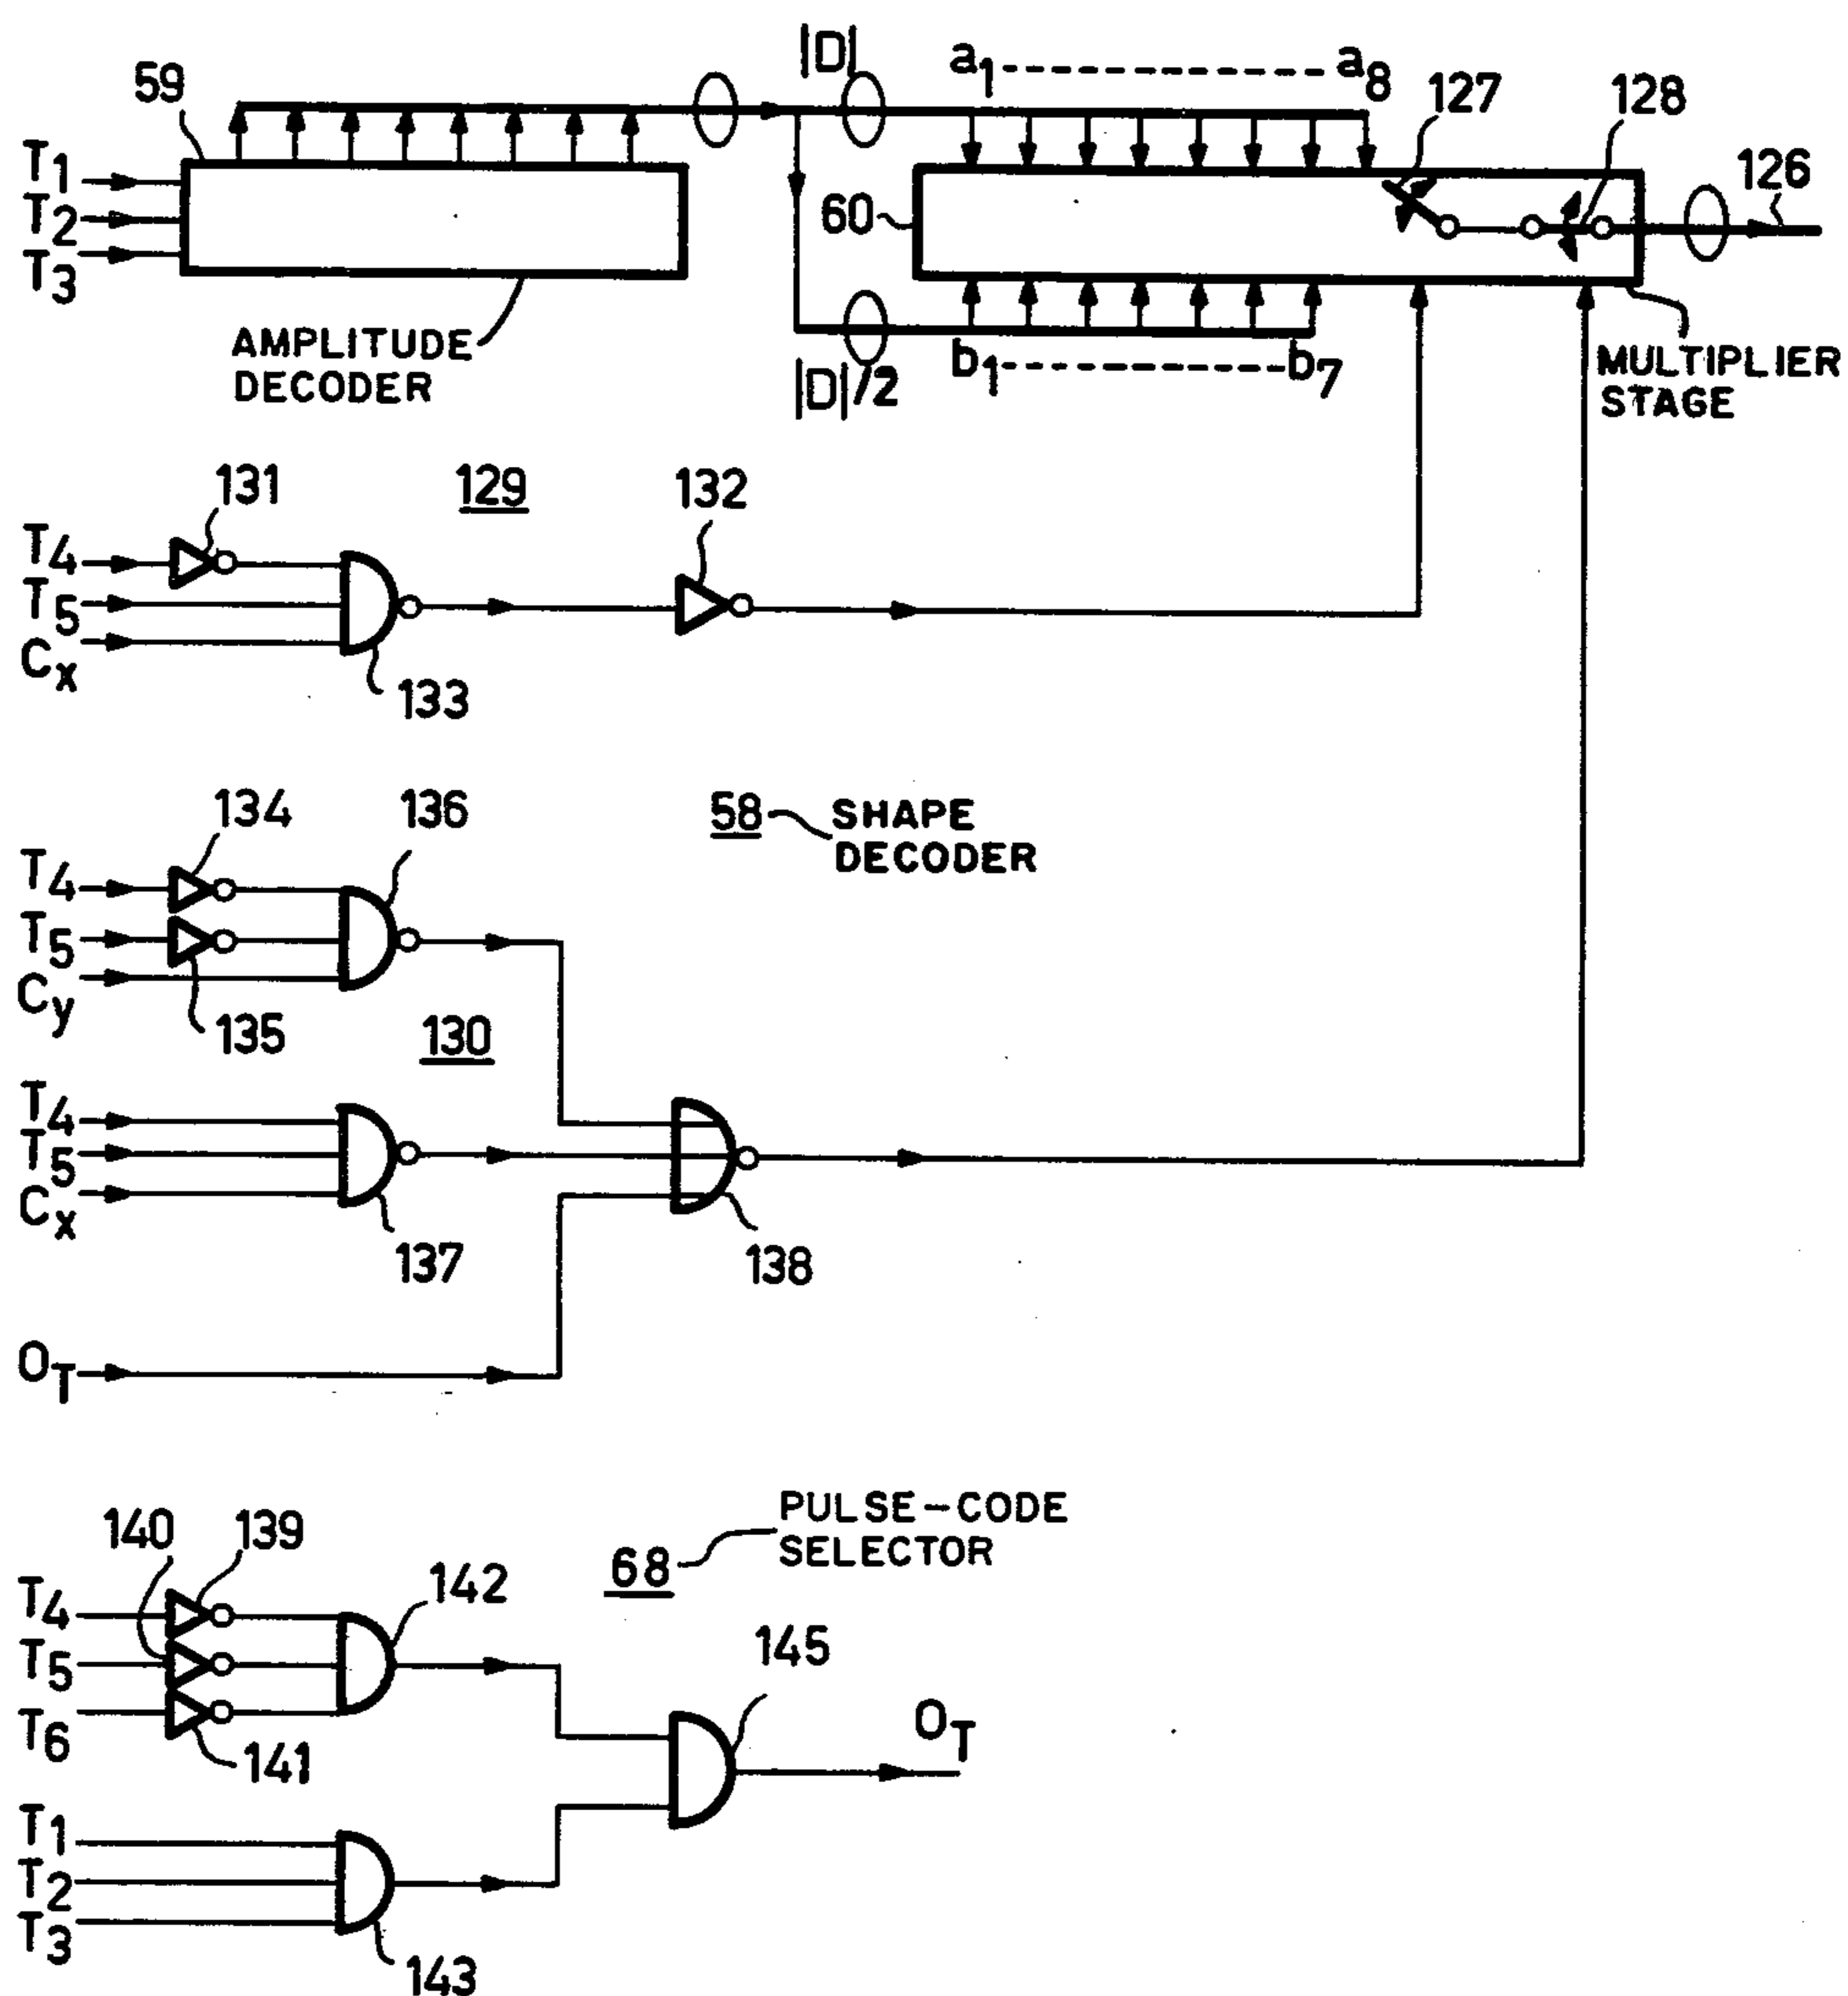 59
|D|
a1 a8
127
128
126
T1
T2
T3
60
AMPLITUDE
DECODER
|D|/2
b1 b7
MULTIPLIER
STAGE
131
129
132
T4
T5
Cx
133
134
136
58 SHAPE
DECODER
T4
T5
Cy
135
130
T4
T5
Cx
137
138
OT
140
139
142
68
PULSE-CODE
SELECTOR
T4
T5
T6
141
145
OT
T1
T2
T3
143